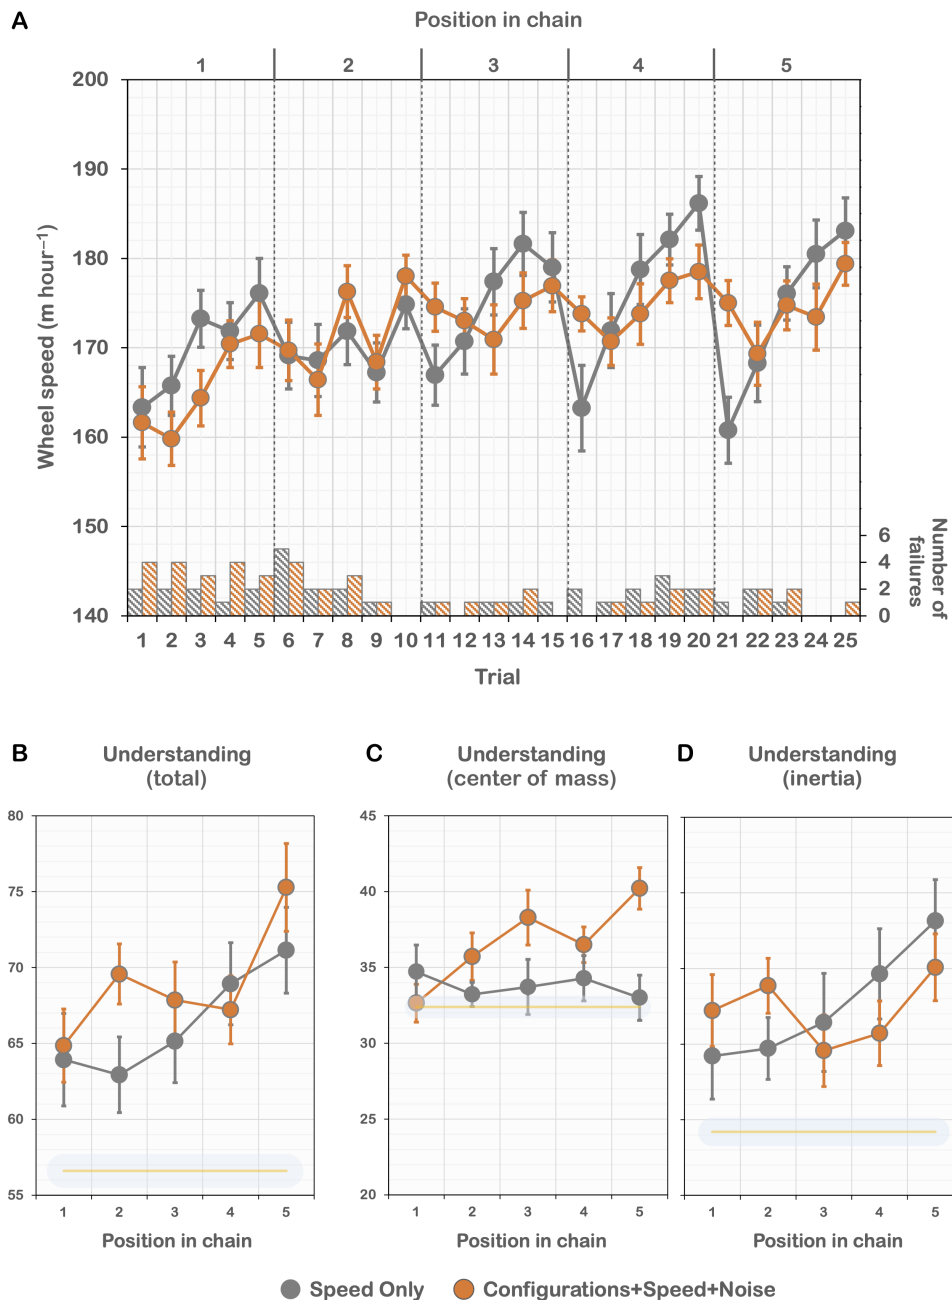 A
Position in chain
1 2 3 4 5
200
190
180
170
160
150
140
Wheel speed (m hour⁻¹)
6
4
2
0
Number of
failures
1 2 3 4 5 6 7 8 9 10 11 12 13 14 15 16 17 18 19 20 21 22 23 24 25
Trial
B
Understanding
(total)
80
75
70
65
60
55
1 2 3 4 5
Position in chain
C
Understanding
(center of mass)
45
40
35
30
25
20
1 2 3 4 5
Position in chain
D
Understanding
(inertia)
1 2 3 4 5
Position in chain
Speed Only
Configurations+Speed+Noise